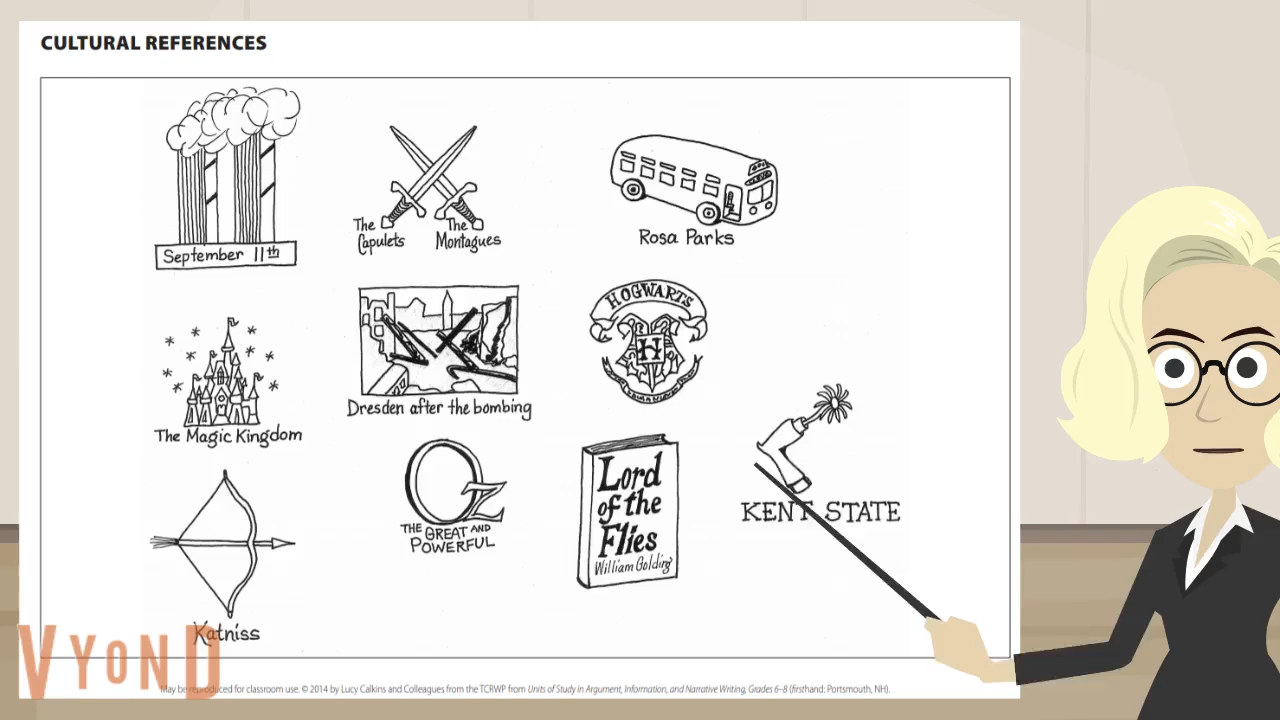 CULTURAL REFERENCES
September 11th
The Capulets
The Montagues
Rosa Parks
The Magic Kingdom
Dresden after the bombing
HOGWARTS
H
Katniss
OZ
THE GREAT AND
POWERFUL
Lord
of the
Flies
William Golding
KENT STATE
VYOND
May be reproduced for classroom use. © 2014 by Lucy Calkins and Colleagues from the TCRWP from Units of Study in Argument, Information, and Narrative Writing, Grades 6–8 (firsthand: Portsmouth, NH).